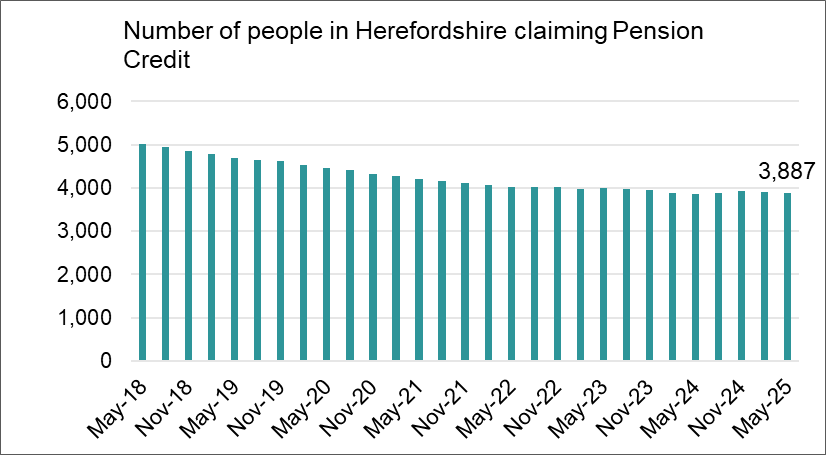 Number of people in Herefordshire claiming Pension
Credit
6,000
5,000
4,000
3,000
2,000
1,000
0
3,887
May-18
Nov-18
May-19
Nov-19
May-20
Nov-20
May-21
Nov-21
May-22
Nov-22
May-23
Nov-23
May-24
Nov-24
May-25